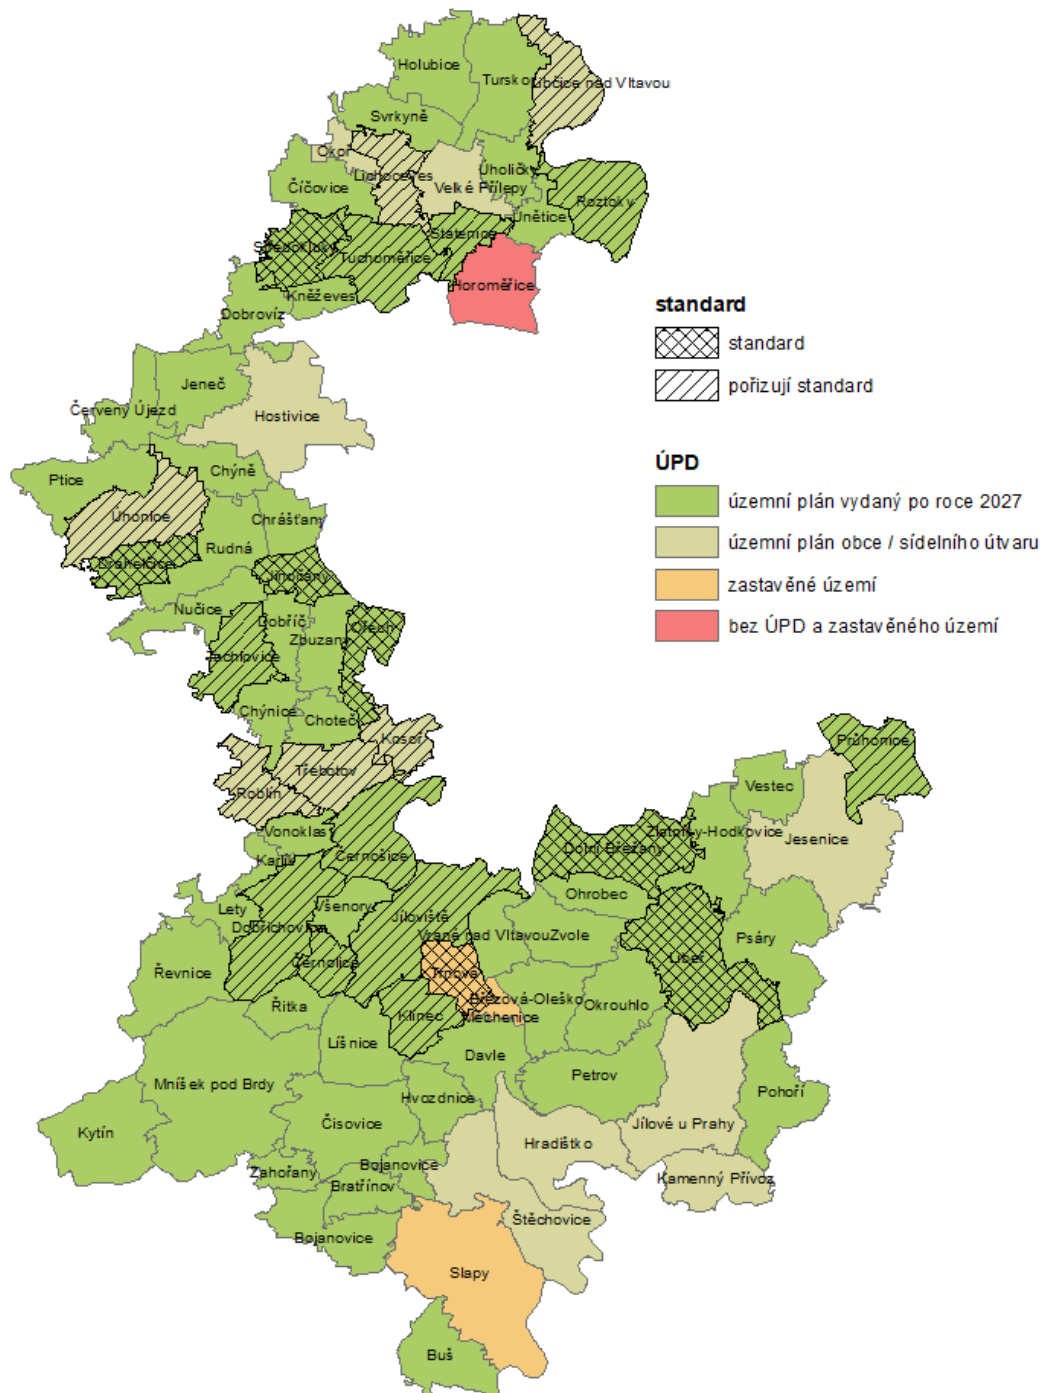 Holubice
Tursko
Libčice nad Vltavou
Svrkyně
Okoř
Lichoceves
Úholičky
Číčovice
Velké Přílepy
Roztoky
Únětice
Statenice
Středokluky
Tuchoměřice
Horoměřice
Kněževes
Dobrovíz
standard
standard
pořizují standard
Jeneč
Červený Újezd
Hostivice
ÚPD
územní plán vydaný po roce 2027
územní plán obce / sídelního útvaru
zastavěné území
bez ÚPD a zastavěného území
Ptice
Chýně
Úhonice
Chrášťany
Rudná
Drahelčice
Jinočany
Nučice
Dobříč
Zbuzany
Ořech
Tachlovice
Chýnice
Choteč
Kosoř
Průhonice
Třebotov
Roblín
Vestec
Vonoklasy
Zlatníky-Hodkovice
Jesenice
Dolní Břežany
Karlík
Černošice
Ohrobec
Všenory
Lety
Jíloviště
Dobřichovice
Vrané nad Vltavou
Zvole
Psáry
Libeř
Černolice
Řevnice
Trnová
Březová-Oleško
Okrouhlo
Řitka
Klínec
Měchenice
Líšnice
Davle
Petrov
Mníšek pod Brdy
Hvozdnice
Pohoří
Čisovice
Jílové u Prahy
Kytín
Hradištko
Bojanovice
Zahořany
Kamenný Přívoz
Bratřínov
Štěchovice
Bojanovice
Slapy
Buš